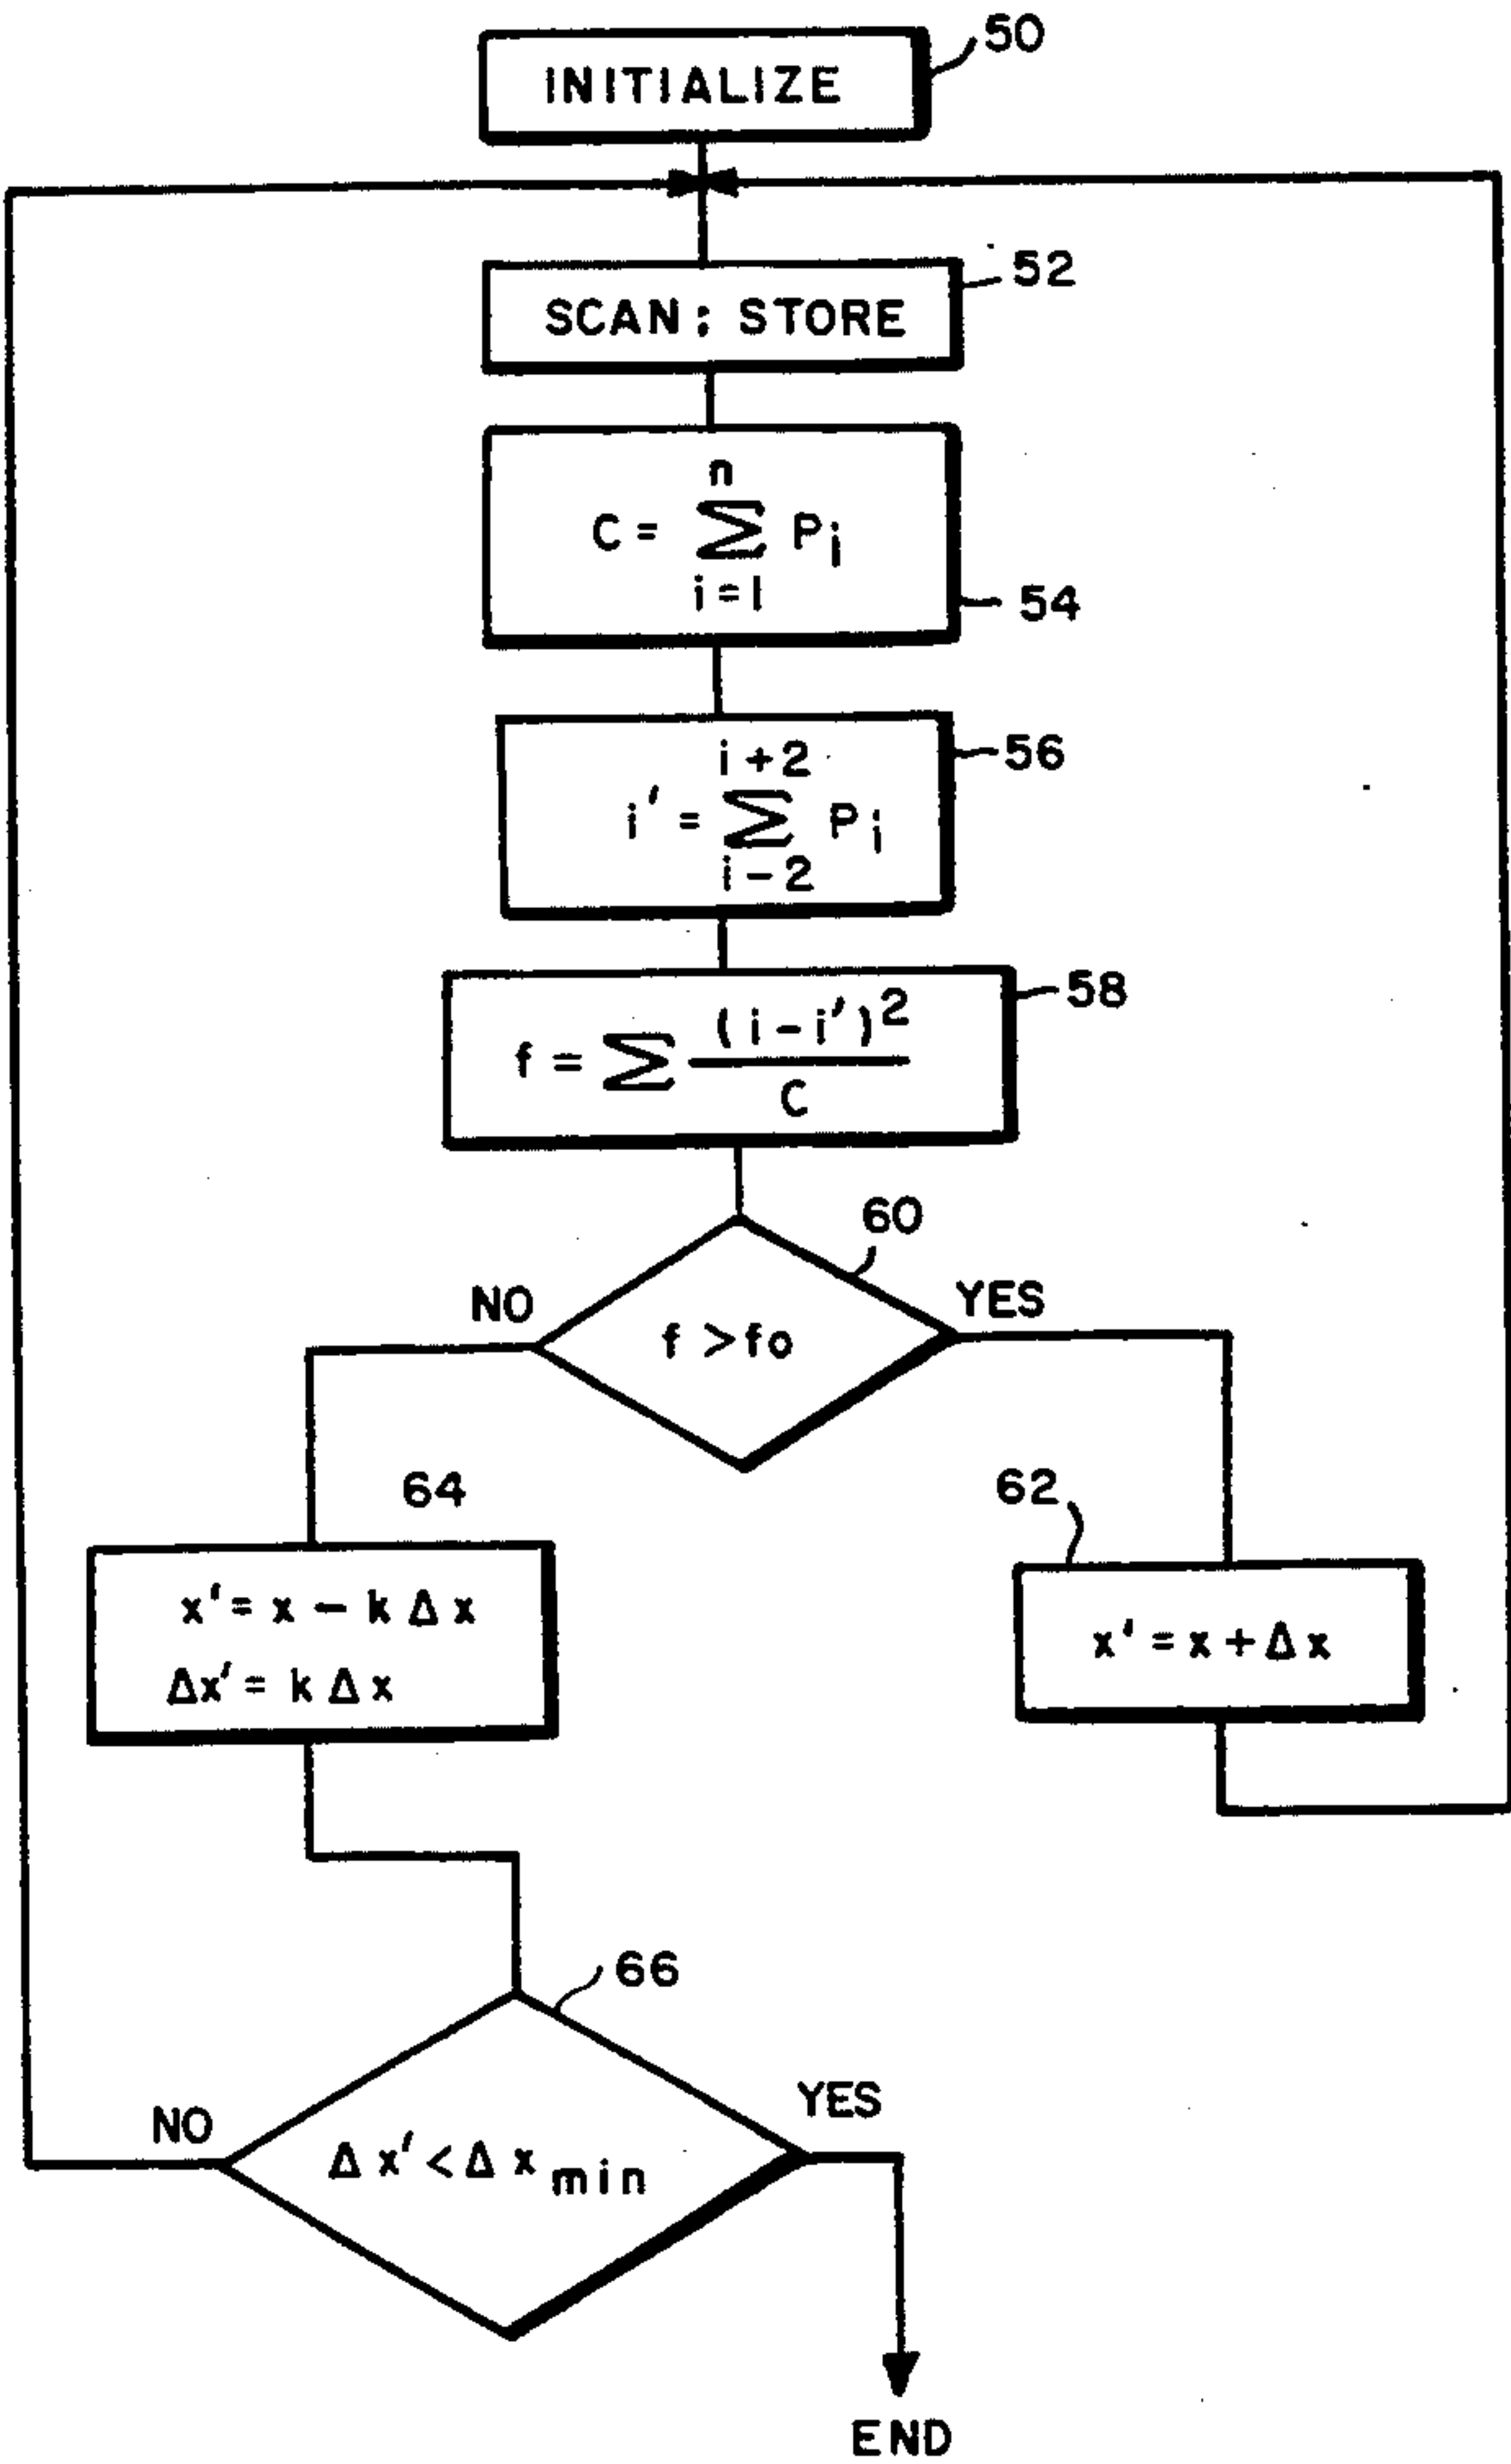 INITIALIZE
50
SCAN; STORE
52
n
C = Σ Pi
i=1
54
i+2
i' = Σ Pi
i-2
56
f = Σ (i-i')2
C
58
60
NO
YES
f > fo
64
62
x' = x - k Δ x
Δx' = k Δ x
x' = x + Δ x
66
NO
YES
Δ x' < Δ x min
END